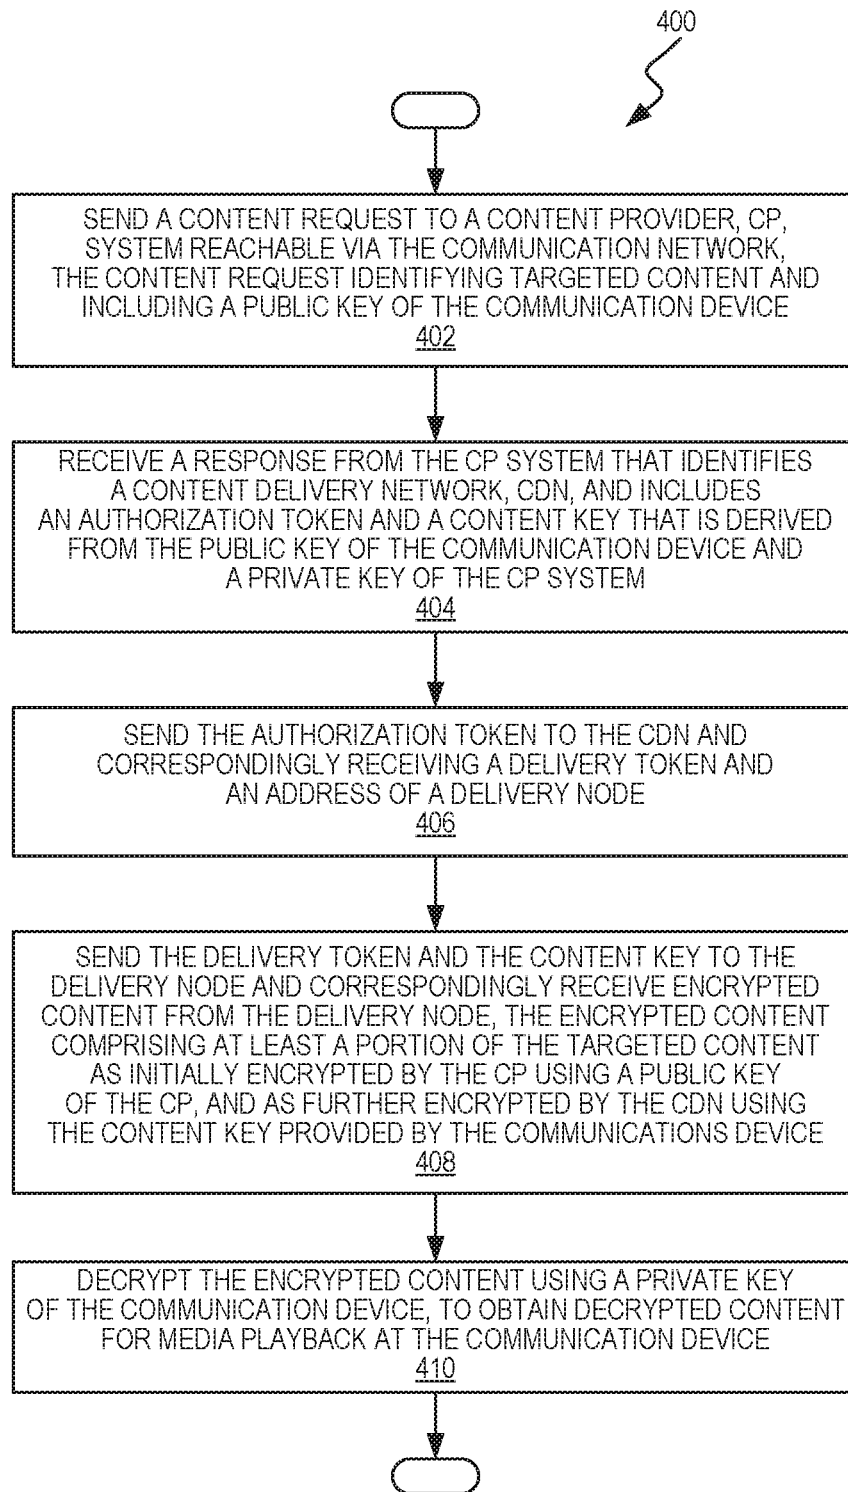 400
SEND A CONTENT REQUEST TO A CONTENT PROVIDER, CP,
SYSTEM REACHABLE VIA THE COMMUNICATION NETWORK,
THE CONTENT REQUEST IDENTIFYING TARGETED CONTENT AND
INCLUDING A PUBLIC KEY OF THE COMMUNICATION DEVICE
402
RECEIVE A RESPONSE FROM THE CP SYSTEM THAT IDENTIFIES
A CONTENT DELIVERY NETWORK, CDN, AND INCLUDES
AN AUTHORIZATION TOKEN AND A CONTENT KEY THAT IS DERIVED
FROM THE PUBLIC KEY OF THE COMMUNICATION DEVICE AND
A PRIVATE KEY OF THE CP SYSTEM
404
SEND THE AUTHORIZATION TOKEN TO THE CDN AND
CORRESPONDINGLY RECEIVING A DELIVERY TOKEN AND
AN ADDRESS OF A DELIVERY NODE
406
SEND THE DELIVERY TOKEN AND THE CONTENT KEY TO THE
DELIVERY NODE AND CORRESPONDINGLY RECEIVE ENCRYPTED
CONTENT FROM THE DELIVERY NODE, THE ENCRYPTED CONTENT
COMPRISING AT LEAST A PORTION OF THE TARGETED CONTENT
AS INITIALLY ENCRYPTED BY THE CP USING A PUBLIC KEY
OF THE CP, AND AS FURTHER ENCRYPTED BY THE CDN USING
THE CONTENT KEY PROVIDED BY THE COMMUNICATIONS DEVICE
408
DECRYPT THE ENCRYPTED CONTENT USING A PRIVATE KEY
OF THE COMMUNICATION DEVICE, TO OBTAIN DECRYPTED CONTENT
FOR MEDIA PLAYBACK AT THE COMMUNICATION DEVICE
410